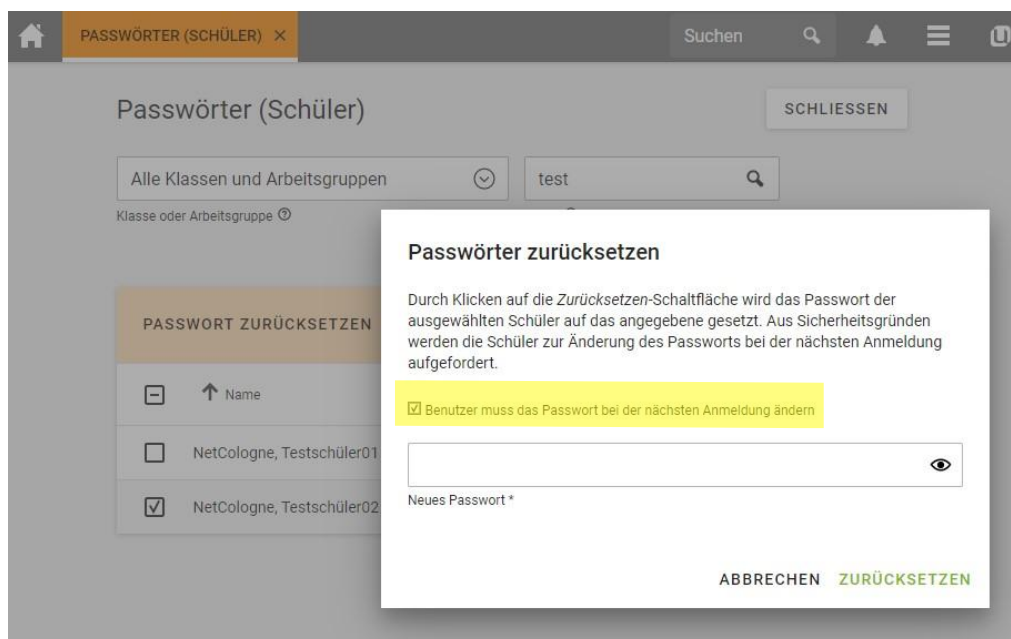 PASSWÖRTER (SCHÜLER) ×
Suchen
Passwörter (Schüler)
SCHLIESSEN
Alle Klassen und Arbeitsgruppen
test
Klasse oder Arbeitsgruppe
Passwörter zurücksetzen
Durch Klicken auf die Zurücksetzen-Schaltfläche wird das Passwort der
ausgewählten Schüler auf das angegebene gesetzt. Aus Sicherheitsgründen
werden die Schüler zur Änderung des Passworts bei der nächsten Anmeldung
aufgefordert.
Benutzer muss das Passwort bei der nächsten Anmeldung ändern
Neues Passwort *
ABBRECHEN ZURÜCKSETZEN
PASSWORT ZURÜCKSETZEN
Name
NetCologne, Testschüler01
NetCologne, Testschüler02